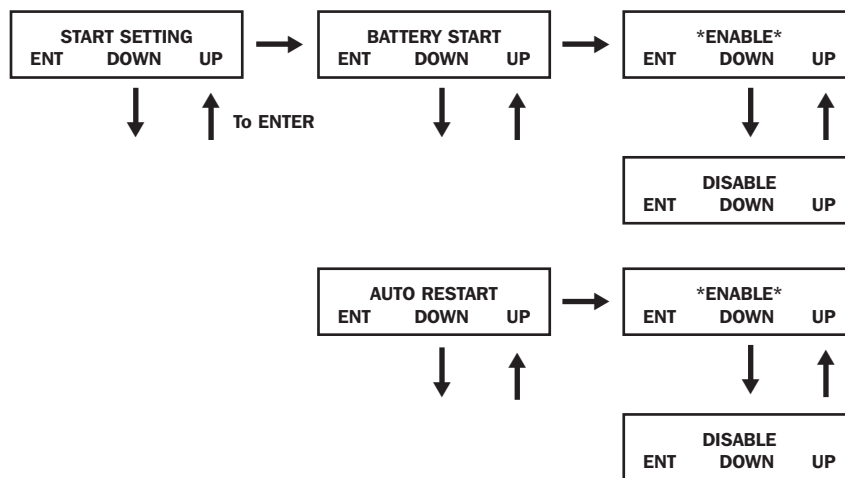 START SETTING
ENT DOWN UP
BATTERY START
ENT DOWN UP
*ENABLE*
ENT DOWN UP
To ENTER
DISABLE
ENT DOWN UP
AUTO RESTART
ENT DOWN UP
*ENABLE*
ENT DOWN UP
DISABLE
ENT DOWN UP